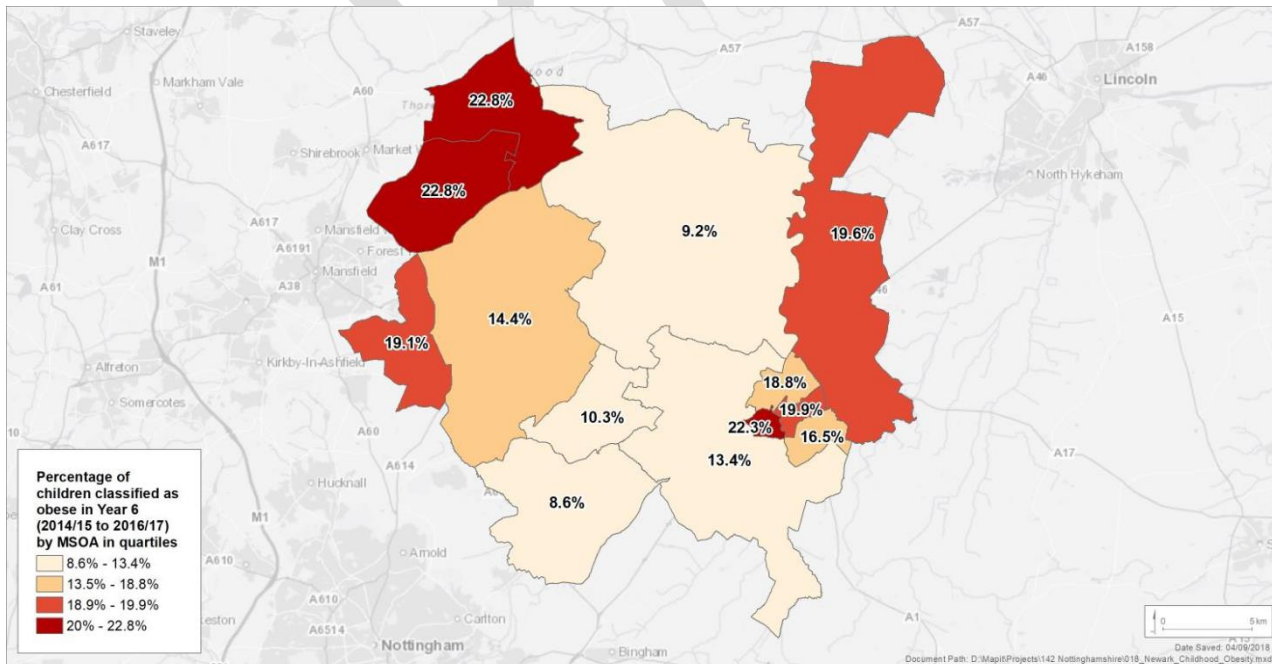 Staveley
A57
A57
A158
Markham Vale
A46
Lincoln
Chesterfield
A60
22.8%
A617
Shirebrook
Market
North Hykeham
22.8%
A617
Clay Cross
Mansfield
9.2%
19.6%
A6191
Forest
M1
Mansfield
A61
A38
A15
14.4%
19.1%
Kirkby-In-Ashfield
Alfreton
18.8%
Somercotes
10.3%
19.9%
22.3%
16.5%
A60
13.4%
A17
A614
Percentage of
children classified as
obese in Year 6
(2014/15 to 2016/17)
by MSOA in quartiles
8.6% - 13.4%
13.5% - 18.8%
18.9% - 19.9%
20% - 22.8%
Hucknall
8.6%
M1
Arnold
A610
A610
Carlton
A1
A6514
Nottingham
Bingham
0 5 km
Date Saved: 04/09/2018
Document Path: D:\Mapit\Projects\142 Nottinghamshire\018_Newark_Childhood_Obesity.mxd